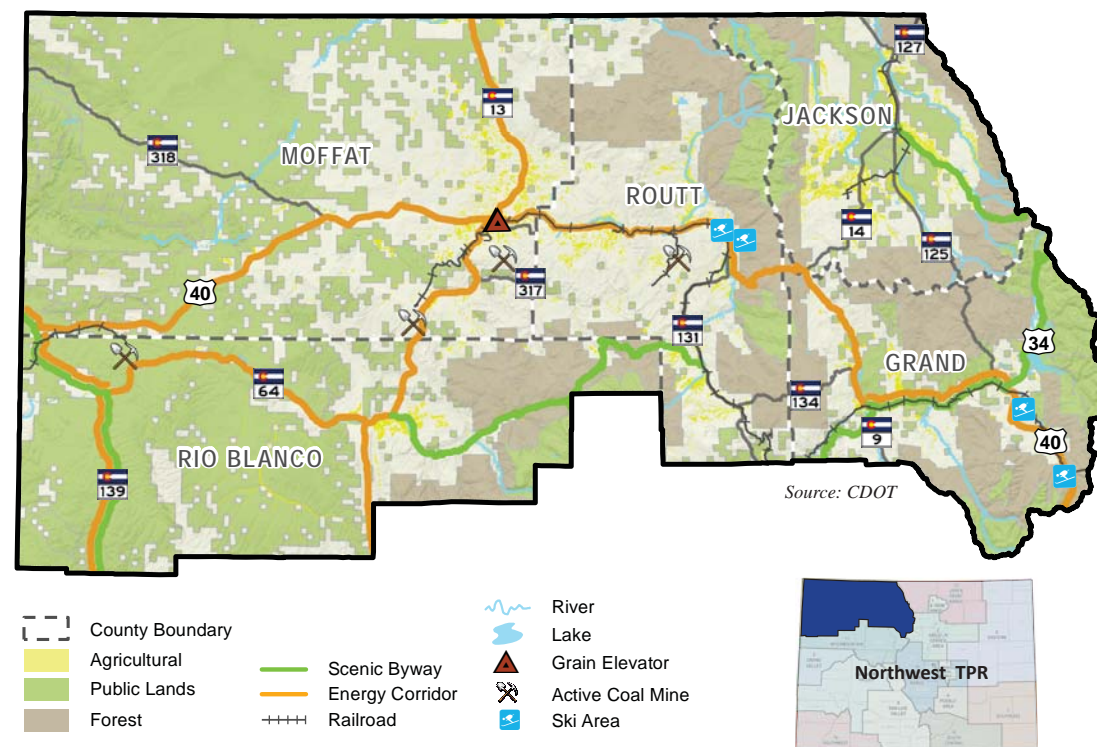 127
13
JACKSON
318
MOFFAT
ROUTT
14
125
317
40
131
34
GRAND
64
134
9
40
RIO BLANCO
139
Source: CDOT
County Boundary
Agricultural
Public Lands
Forest
Scenic Byway
Energy Corridor
Railroad
River
Lake
Grain Elevator
Active Coal Mine
Ski Area
Northwest TPR